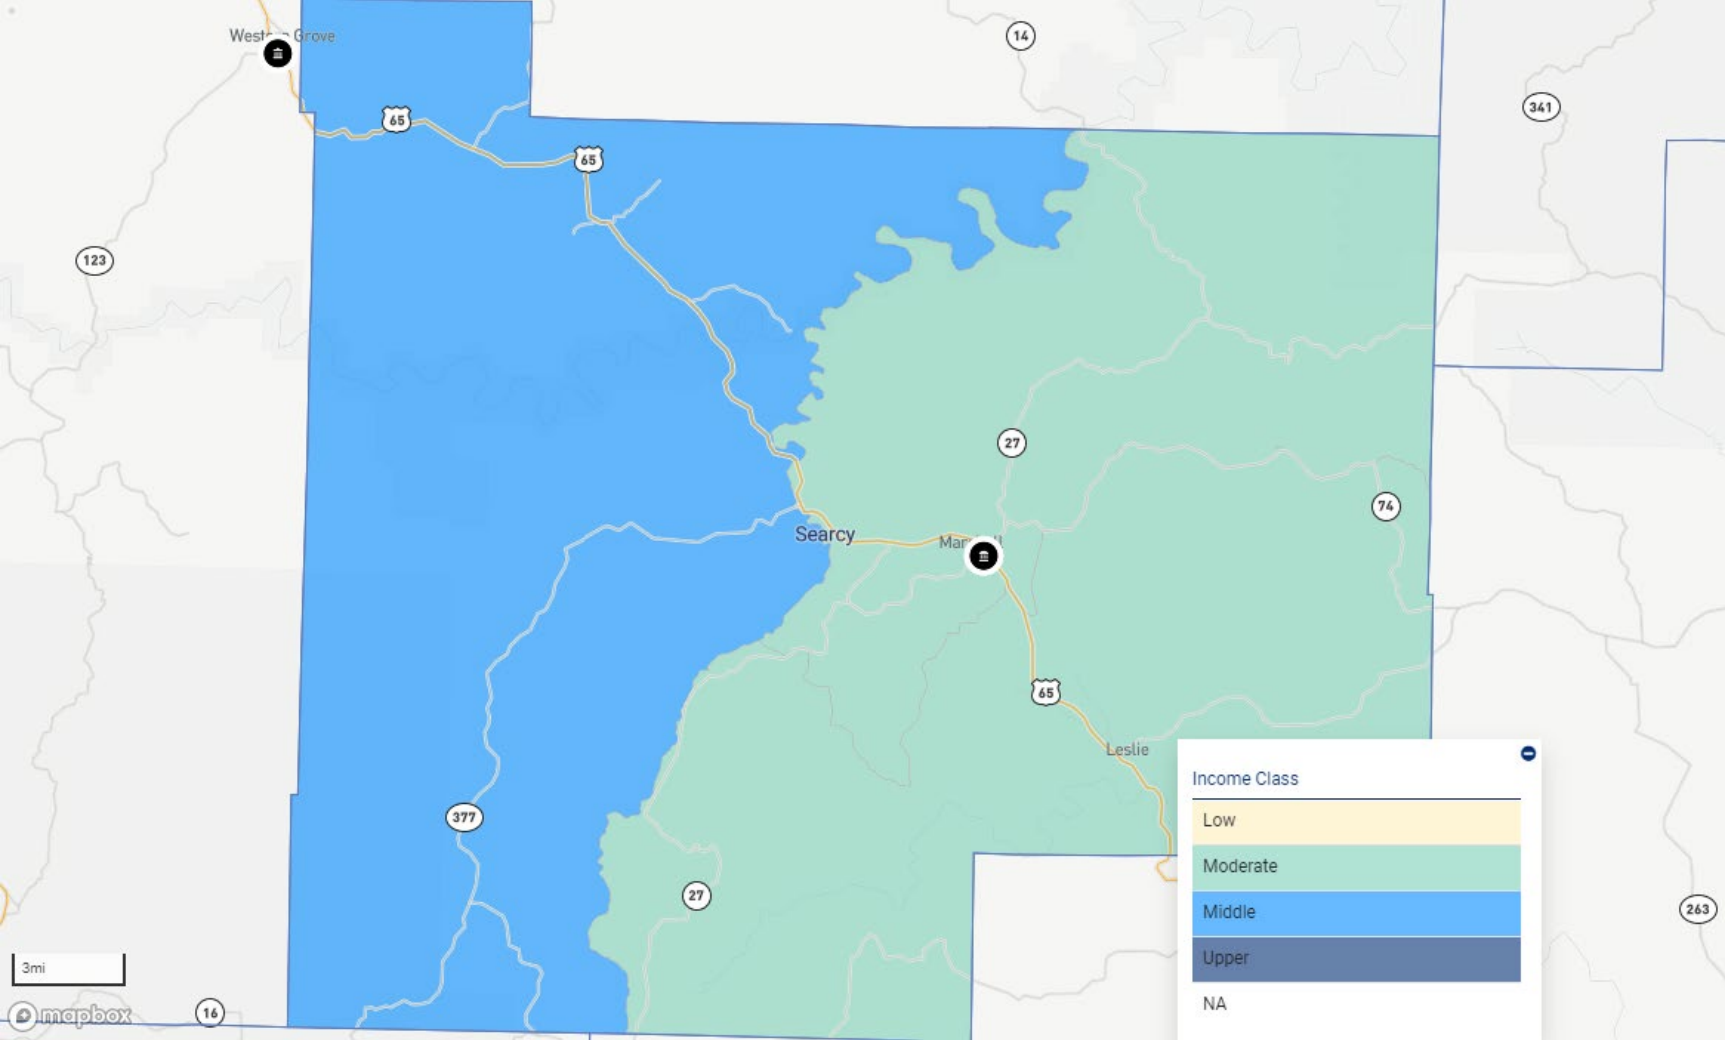 14
Grove
65
341
65
123
27
74
Searcy
65
Leslie
Income Class
Low
377
Moderate
27
Middle
263
Upper
3mi
NA
mapbox
16